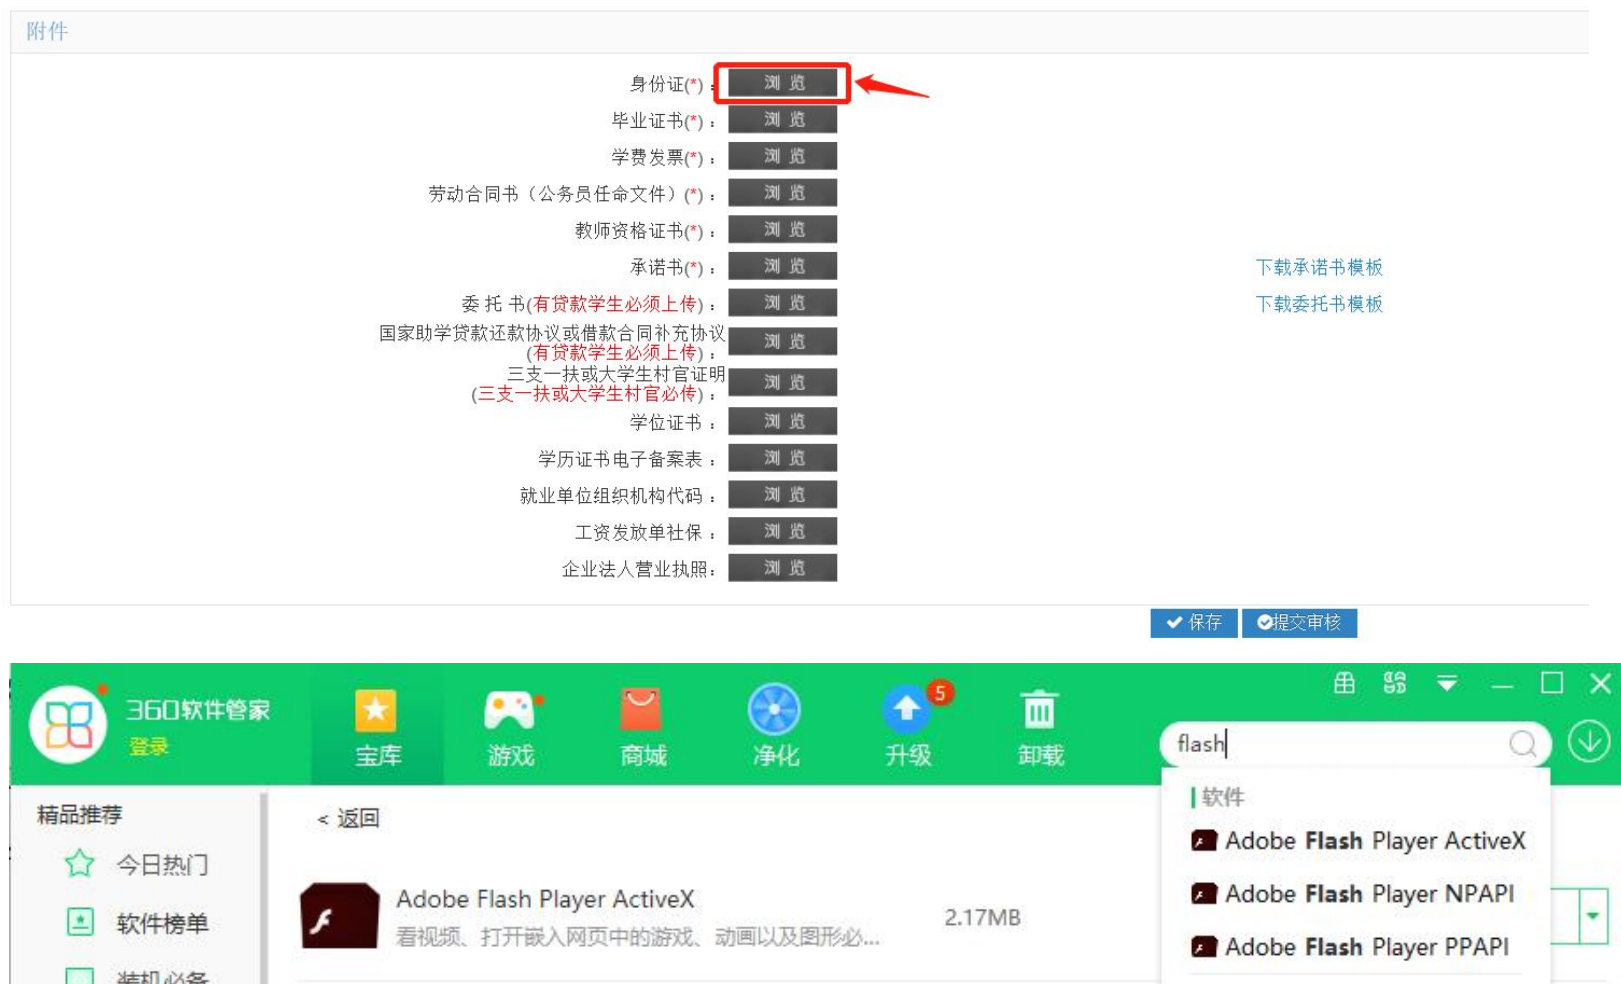 附件
身份证(*)： 浏 览
毕业证书(*)： 浏 览
学费发票(*)： 浏 览
劳动合同书（公务员任命文件）(*)： 浏 览
教师资格证书(*)： 浏 览
承诺书(*)： 浏 览 下载承诺书模板
委 托 书(有贷款学生必须上传)： 浏 览 下载委托书模板
国家助学贷款还款协议或借款合同补充协议
(有贷款学生必须上传)： 浏 览
三支一扶或大学生村官证明
(三支一扶或大学生村官必传)： 浏 览
学位证书： 浏 览
学历证书电子备案表： 浏 览
就业单位组织机构代码： 浏 览
工资发放单社保： 浏 览
企业法人营业执照： 浏 览
保存 提交审核
360软件管家
登录
宝库 游戏 商城 净化 升级 5 卸载
flash
精品推荐
今日热门
软件榜单
装机必备
< 返回
Adobe Flash Player ActiveX
看视频、打开嵌入网页中的游戏、动画以及图形必...
2.17MB
软件
Adobe Flash Player ActiveX
Adobe Flash Player NPAPI
Adobe Flash Player PPAPI